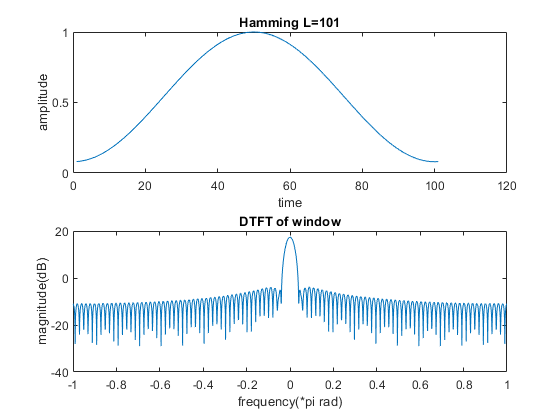 Hamming L=101
1
0.5
0
amplitude
0 20 40 60 80 100 120
time
DTFT of window
20
0
-20
-40
magnitude(dB)
-1 -0.8 -0.6 -0.4 -0.2 0 0.2 0.4 0.6 0.8 1
frequency(*pi rad)